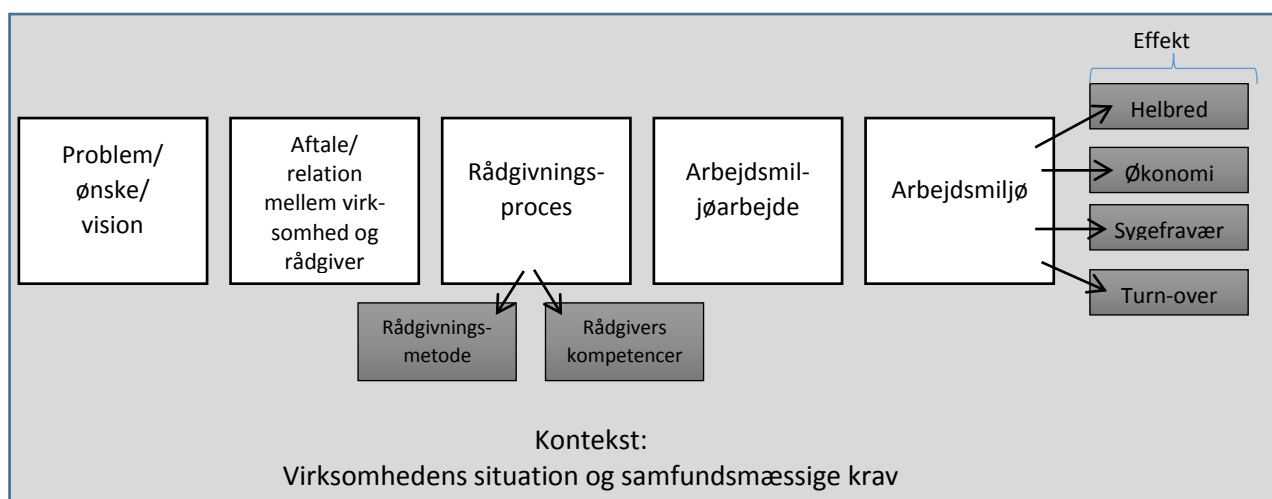 Effekt
Problem/
ønske/
vision
Aftale/
relation
mellem virk-
somhed og
rådgiver
Rådgivnings-
proces
Arbejdsmil-
jøarbejde
Arbejdsmiljø
Helbred
Økonomi
Sygefravær
Turn-over
Rådgivnings-
metode
Rådgivers
kompetencer
Kontekst:
Virksomhedens situation og samfundsmæssige krav